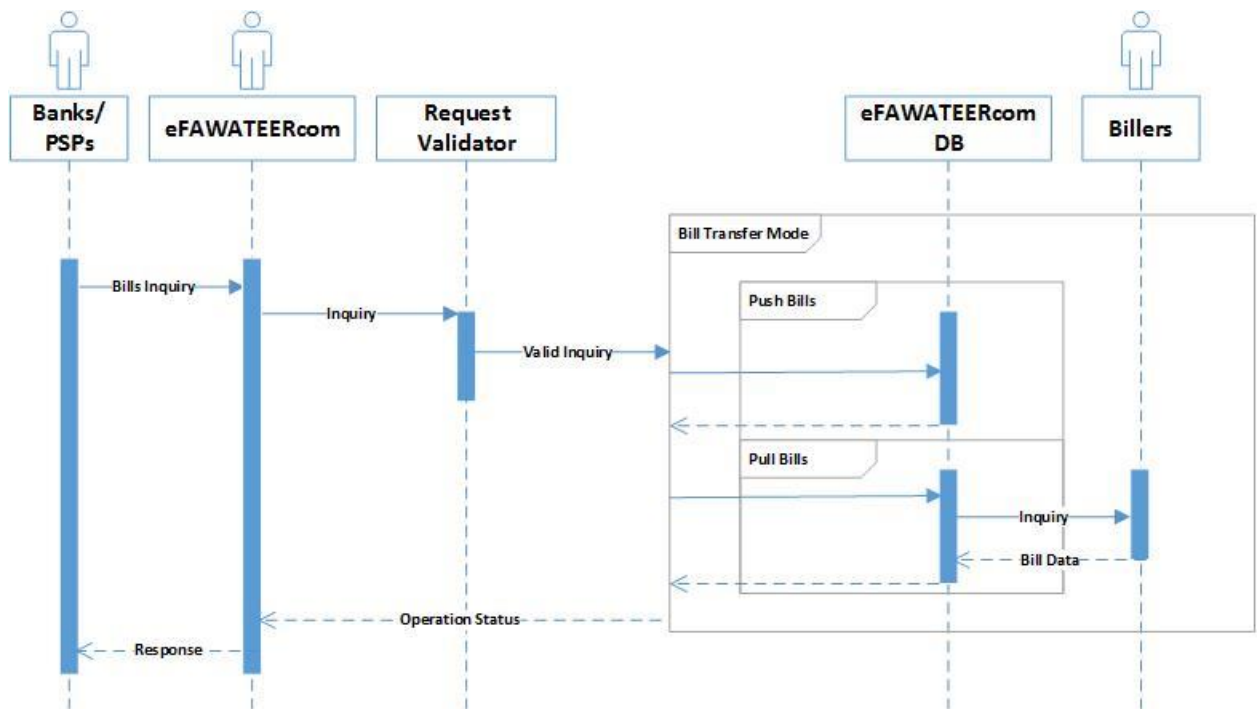 Banks/
PSPs
eFAWATEERcom
Request
Validator
eFAWATEERcom
DB
Billers
Bill Transfer Mode
Bills Inquiry
Push Bills
Inquiry
Valid Inquiry
Pull Bills
Inquiry
Bill Data
Operation Status
Response